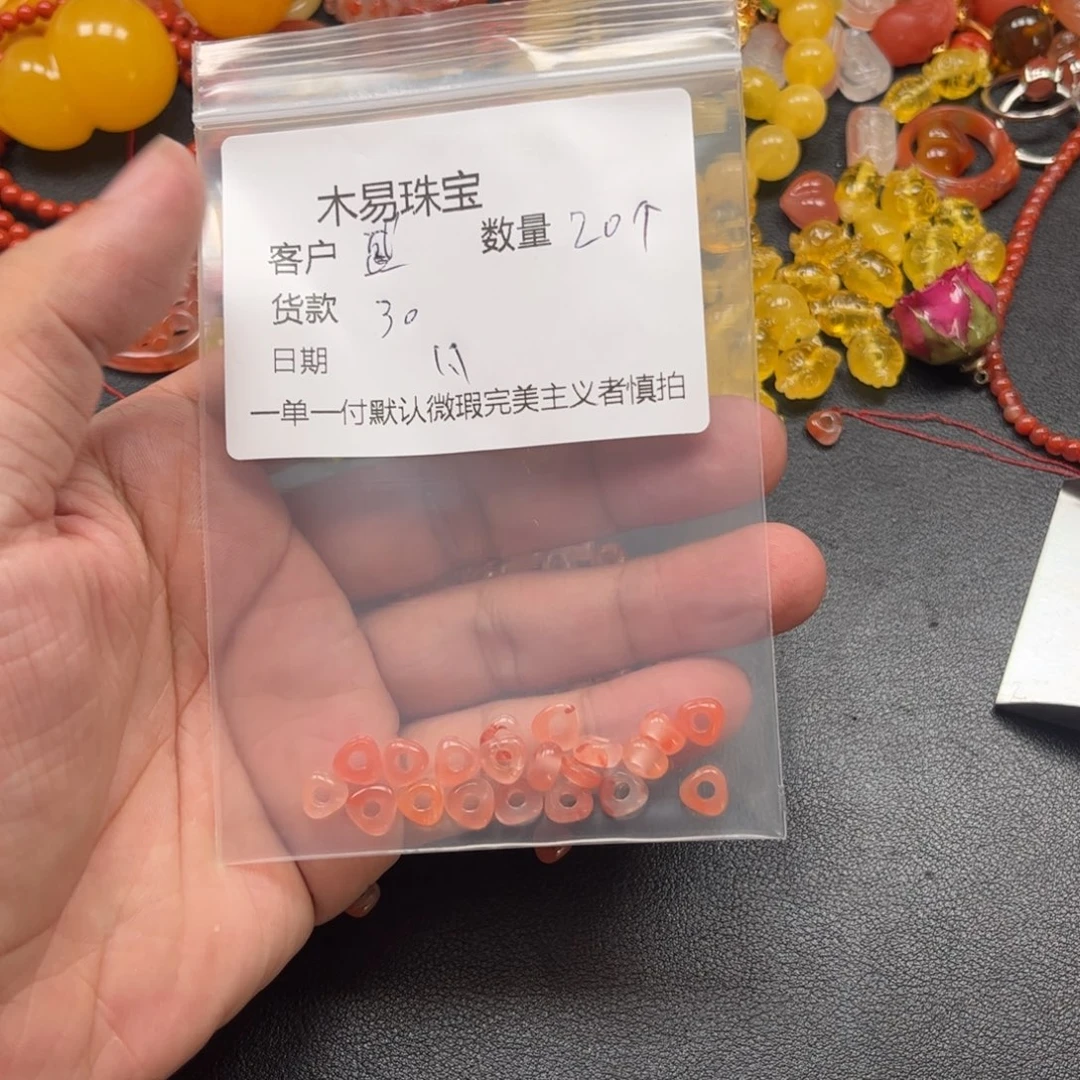 木易珠宝
客户 数量 20个
货款 30
日期
一单一付默认微瑕完美主义者慎拍